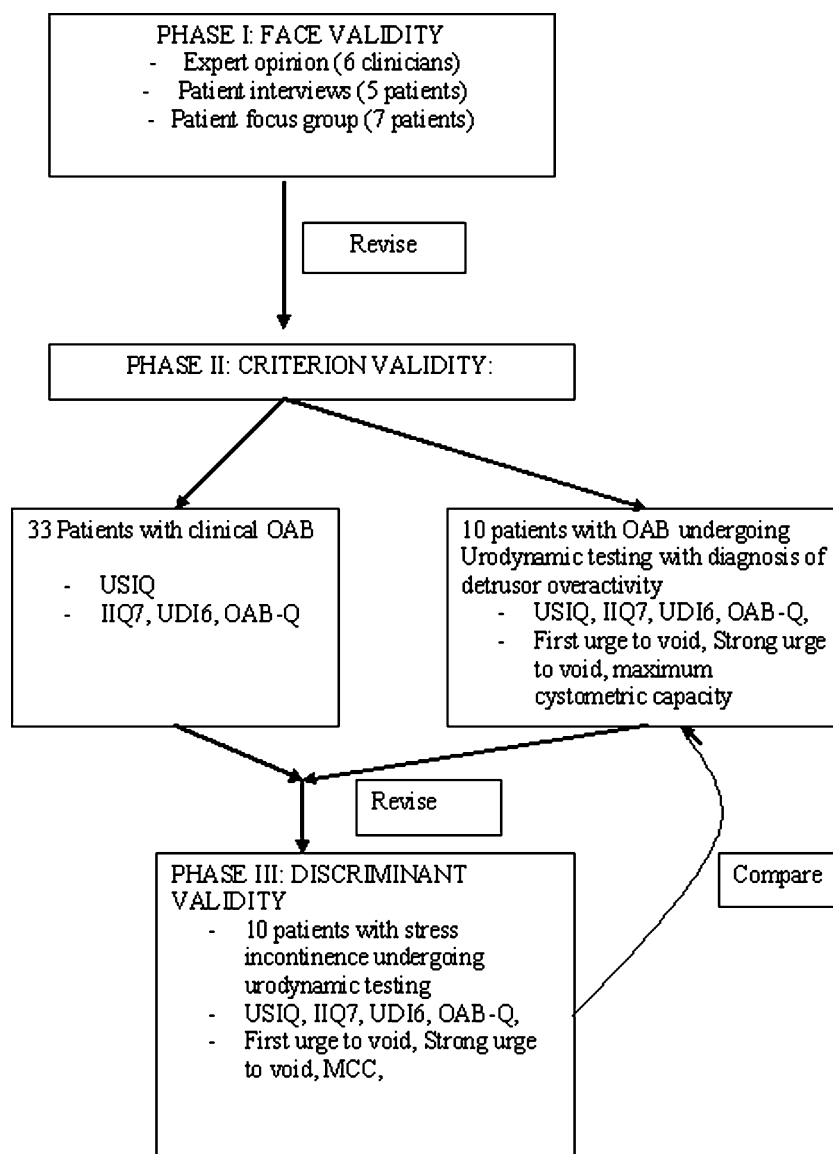 PHASE I: FACE VALIDITY
- Expert opinion (6 clinicians)
- Patient interviews (5 patients)
- Patient focus group (7 patients)
Revise
PHASE II: CRITERION VALIDITY:
33 Patients with clinical OAB
- USIQ
- IIQ7, UDI6, OAB-Q
10 patients with OAB undergoing
Urodynamic testing with diagnosis of
detrusor overactivity
- USIQ, IIQ7, UDI6, OAB-Q,
- First urge to void, Strong urge
to void, maximum
cystometric capacity
Revise
PHASE III: DISCRIMINANT
VALIDITY
- 10 patients with stress
incontinence undergoing
urodynamic testing
- USIQ, IIQ7, UDI6, OAB-Q,
- First urge to void, Strong urge
to void, MCC,
Compare